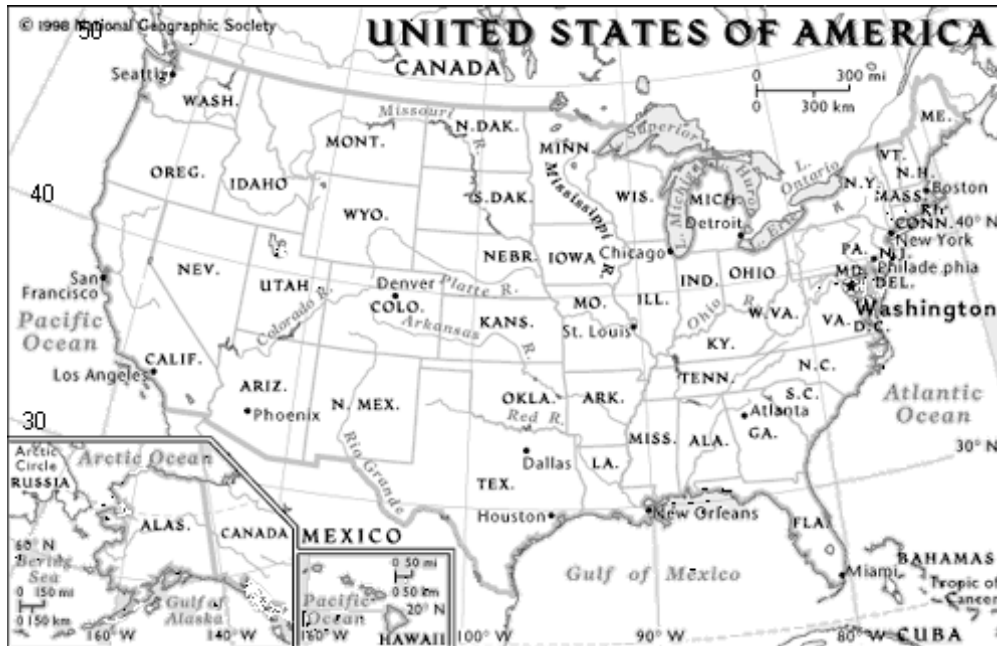 © 1998 National Geographic Society
50
UNITED STATES OF AMERICA
CANADA
0 300 mi
0 300 km
Seattle
WASH.
MONT.
Missouri R.
N.DAK.
MINN.
Superior
ME.
OREG.
IDAHO
S.DAK.
Mississippi R.
WIS.
L. Michigan
MICH.
Huron
L. Ontario
VT.
N.H.
N.Y.
MASS.
Boston
40
WYO.
Detroit
L. Erie
R.I.
CONN.
40° N
New York
NEV.
NEBR.
IOWA
Chicago
PA.
N.J.
Philade phia
San
Francisco
UTAH
Denver
Platte R.
IND.
OHIO
MD.
DEL.
Colorado R.
COLO.
MO.
ILL.
Ohio R.
W.VA.
Washington
D.C.
Pacific
Ocean
Arkansas R.
KANS.
St. Louis
KY.
VA.
CALIF.
Los Angeles
TENN.
N.C.
ARIZ.
Phoenix
N. MEX.
OKLA.
ARK.
S.C.
Atlantic
Ocean
Red R.
Atlanta
30
Rio Grande
MISS.
ALA.
GA.
30° N
Dallas
LA.
TEX.
Arctic
Circle
Arctic Ocean
RUSSIA
ALAS.
CANADA
MEXICO
Houston
New Orleans
FLA.
60° N
Bering
Sea
0 150 mi
0 150 km
Gulf of
Alaska
0 50 mi
0 50 km
Pacific
Ocean
20° N
HAWAII
Gulf of Mexico
Miami
BAHAMAS
Tropic of
Cancer
160° W
140° W
160° W
100° W
90° W
80° W
CUBA